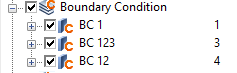 Boundary Condition
BC 1 1
BC 123 3
BC 12 4